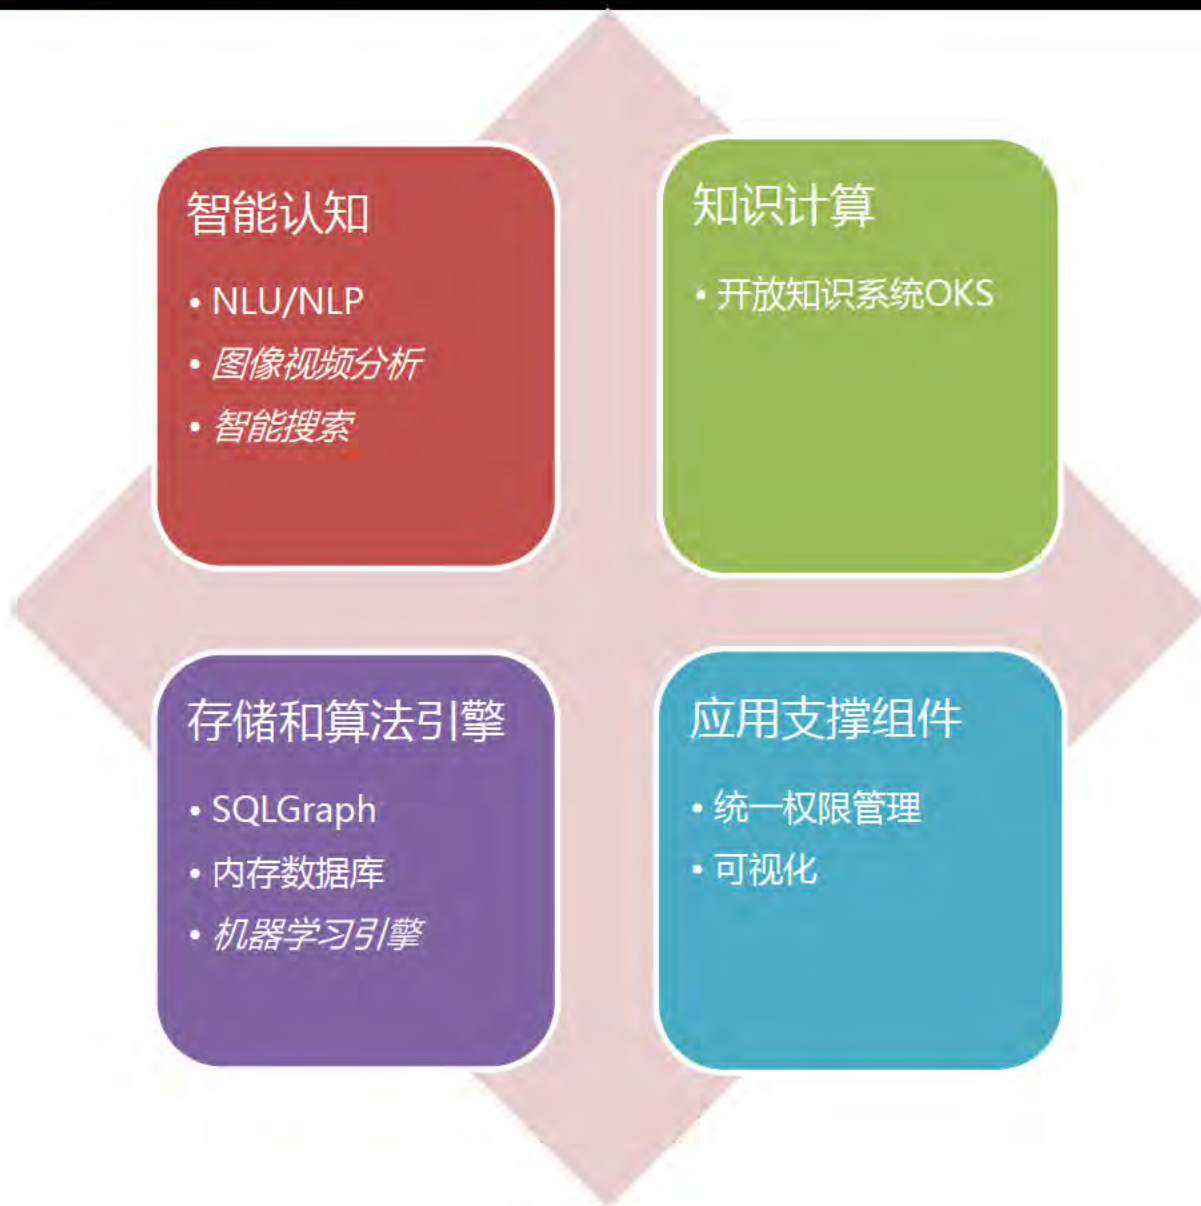 智能认知
• NLU/NLP
• 图像视频分析
• 智能搜索
知识计算
• 开放知识系统OKS
存储和算法引擎
• SQLGraph
• 内存数据库
• 机器学习引擎
应用支撑组件
• 统一权限管理
• 可视化